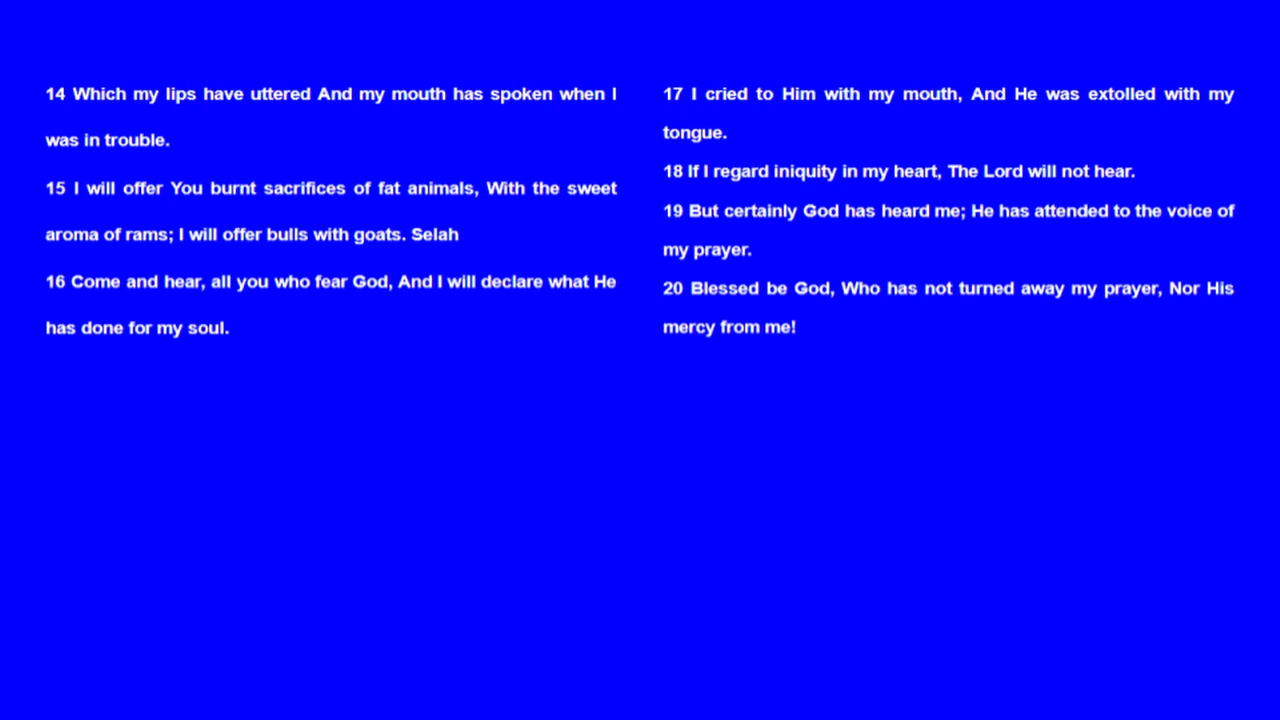 14 Which my lips have uttered And my mouth has spoken when I
was in trouble.
15 I will offer You burnt sacrifices of fat animals, With the sweet
aroma of rams; I will offer bulls with goats. Selah
16 Come and hear, all you who fear God, And I will declare what He
has done for my soul.
17 I cried to Him with my mouth, And He was extolled with my
tongue.
18 If I regard iniquity in my heart, The Lord will not hear.
19 But certainly God has heard me; He has attended to the voice of
my prayer.
20 Blessed be God, Who has not turned away my prayer, Nor His
mercy from me!